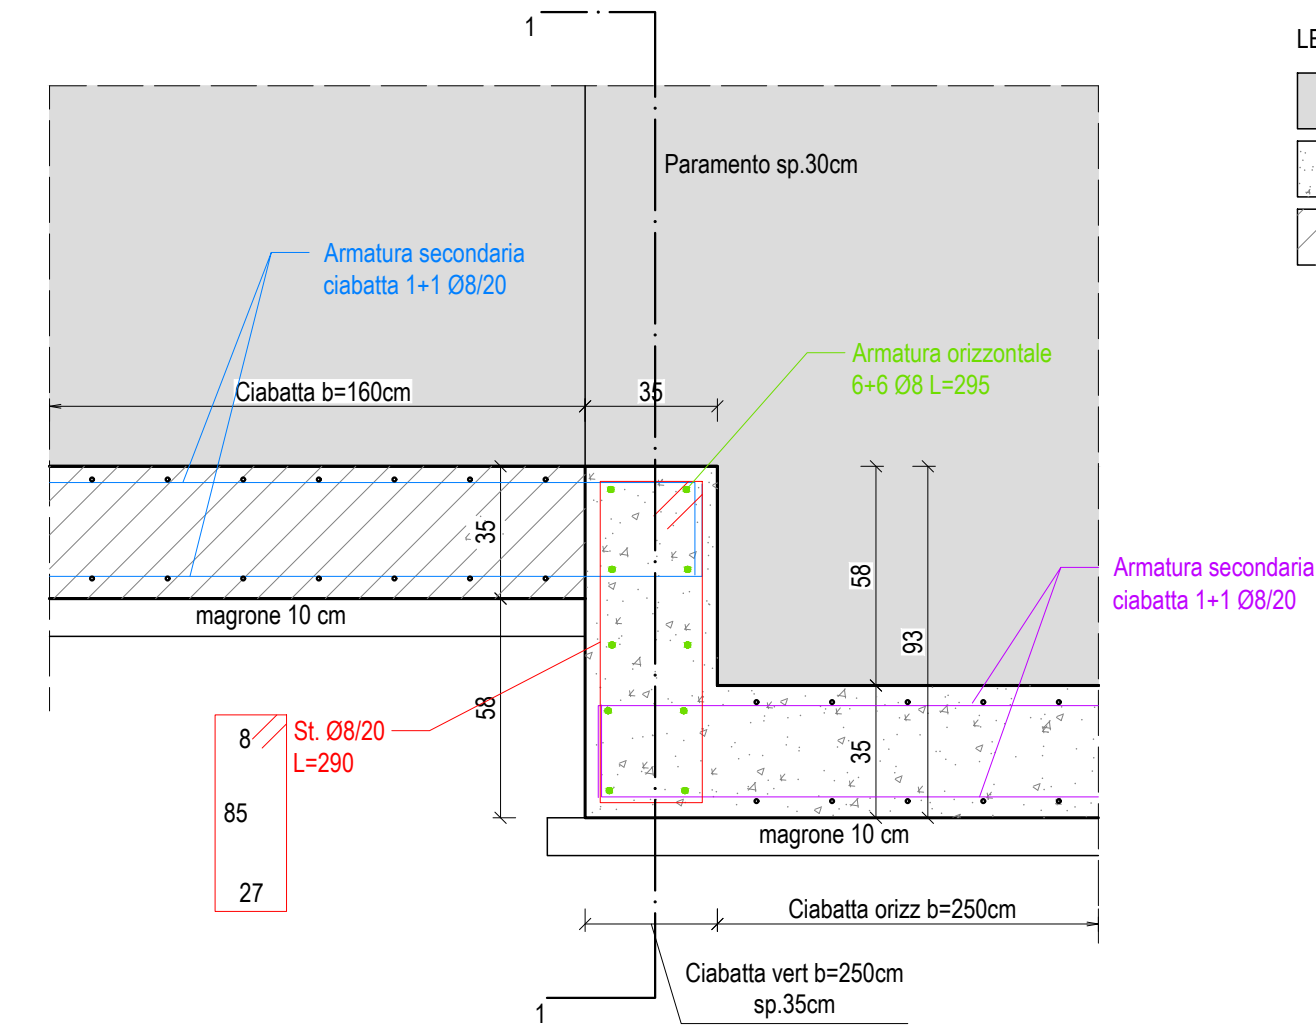 1
LE
Paramento sp.30cm
Armatura secondaria
ciabatta 1+1 Ø8/20
Armatura orizzontale
6+6 Ø8 L=295
Ciabatta b=160cm
35
35
58
93
Armatura secondaria
ciabatta 1+1 Ø8/20
magrone 10 cm
58
35
St. Ø8/20
L=290
8
85
27
magrone 10 cm
Ciabatta orizz b=250cm
Ciabatta vert b=250cm
sp.35cm
1